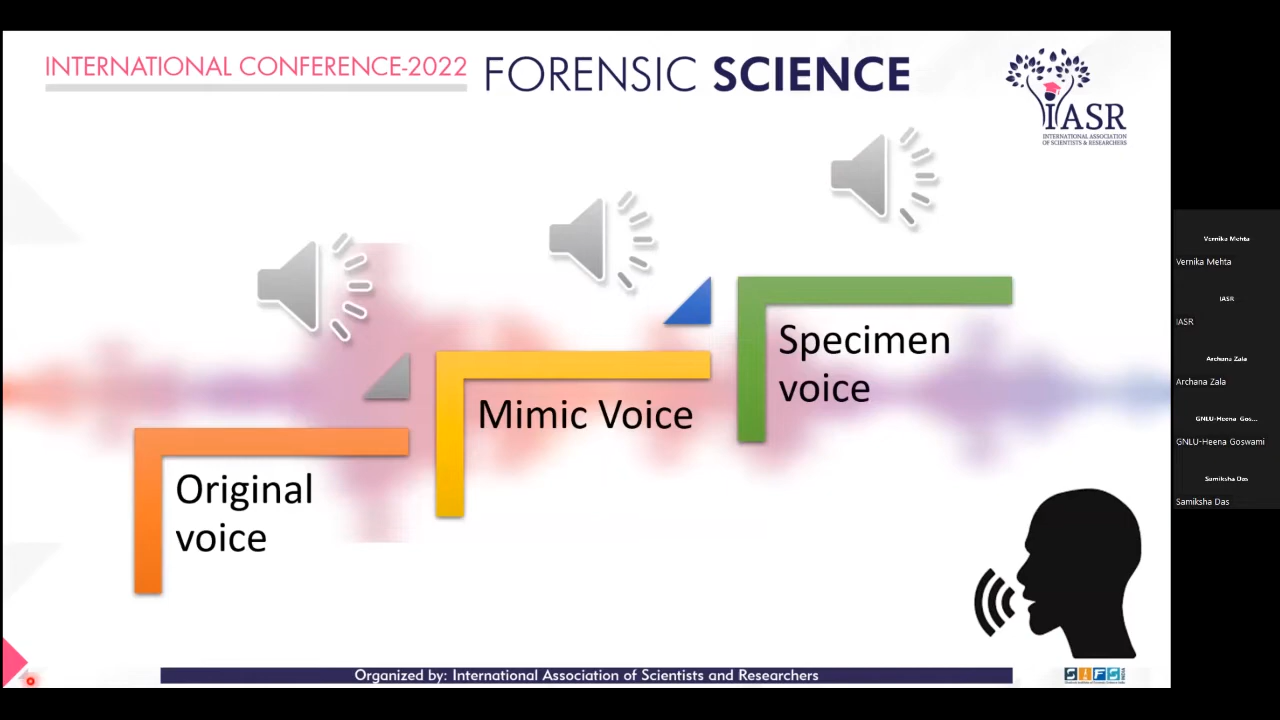 INTERNATIONAL CONFERENCE-2022 FORENSIC SCIENCE
IASR
INTERNATIONAL ASSOCIATION
OF SCIENTISTS & RESEARCHERS
Specimen
voice
Mimic Voice
Original
voice
Organized by: International Association of Scientists and Researchers
SIFS
Vernika Mehta
Vernika Mehta
IASR
IASR
Archana Zala
Archana Zala
GNLU-Heena Gos...
GNLU-Heena Goswami
Samiksha Das
Samiksha Das